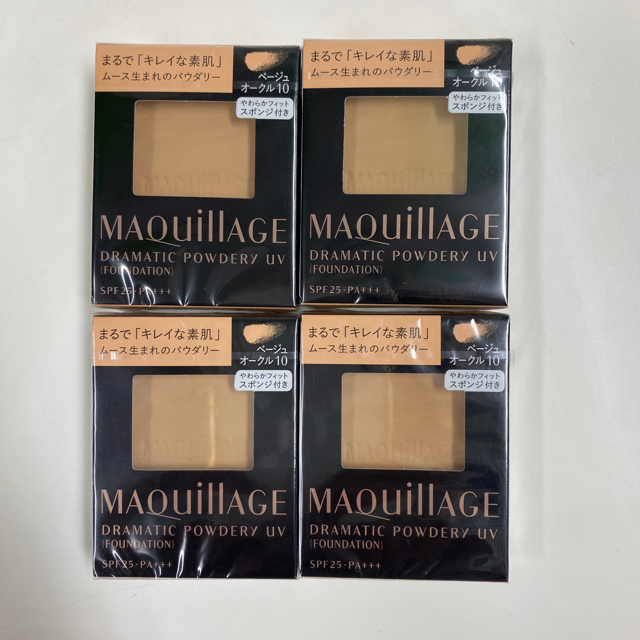 まるで「キレイな素肌」
ムース生まれのパウダリー
ベージュ
オークル10
やわらかフィット
スポンジ付き
MAQuillAGE
DRAMATIC POWDERY UV
(FOUNDATION)
SPF25・PA+++
まるで「キレイな素肌」
ムース生まれのパウダリー
ベージュ
オークル10
やわらかフィット
スポンジ付き
MAQuillAGE
DRAMATIC POWDERY UV
(FOUNDATION)
SPF25・PA+++
まるで「キレイな素肌」
ムース生まれのパウダリー
ベージュ
オークル10
やわらかフィット
スポンジ付き
MAQuillAGE
DRAMATIC POWDERY UV
(FOUNDATION)
SPF25・PA+++
まるで「キレイな素肌」
ムース生まれのパウダリー
ベージュ
オークル10
やわらかフィット
スポンジ付き
MAQuillAGE
DRAMATIC POWDERY UV
(FOUNDATION)
SPF25・PA+++